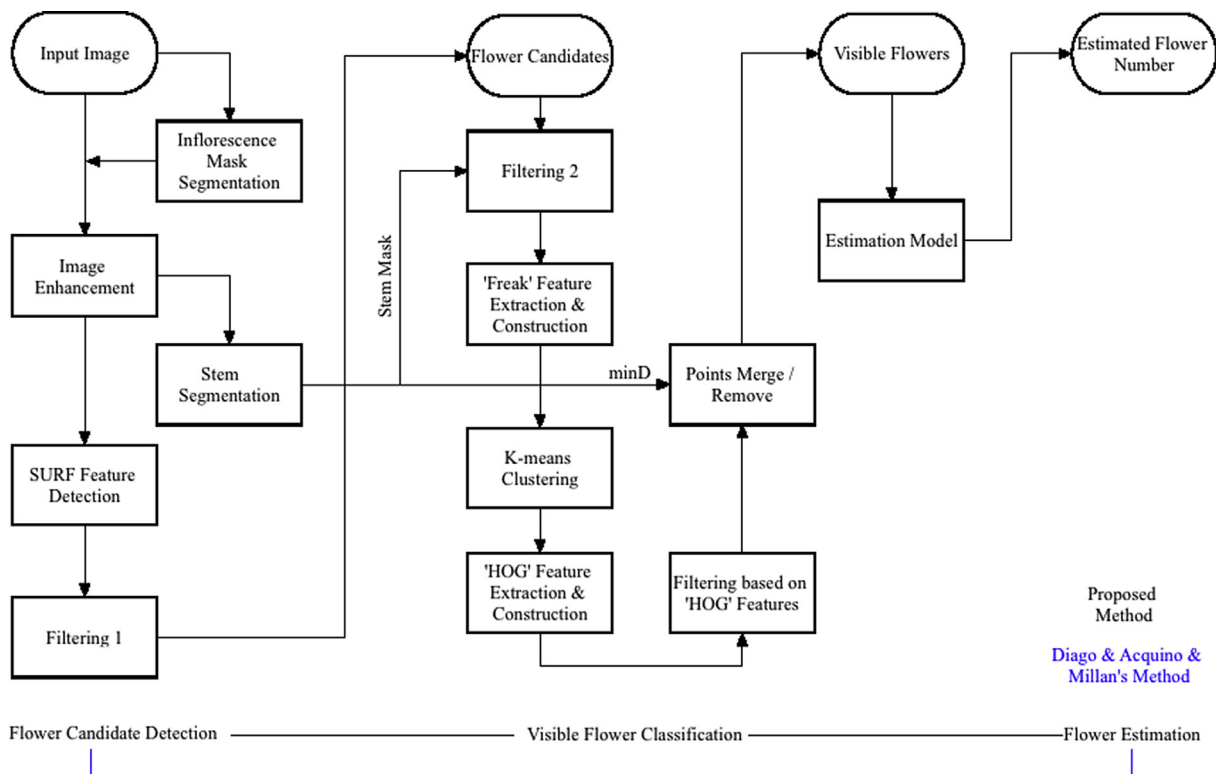 Input Image
Inflorescence
Mask
Segmentation
Image
Enhancement
Stem
Segmentation
SURF Feature
Detection
Filtering 1
Flower Candidates
Filtering 2
Stem Mask
'Freak' Feature
Extraction &
Construction
minD
K-means
Clustering
'HOG' Feature
Extraction &
Construction
Filtering based on
'HOG' Features
Points Merge /
Remove
Visible Flowers
Estimation Model
Estimated Flower
Number
Proposed
Method
Diago & Acquino &
Millan's Method
Flower Candidate Detection
Visible Flower Classification
Flower Estimation